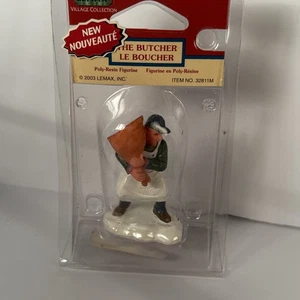 VILLAGE COLLECTION
NEW
NOUVEAUTÉ
THE BUTCHER
LE BOUCHER
Poly-Resin Figurine Figurine en Poly-Résine
© 2003 LEMAX, INC. ITEM NO. 32811M